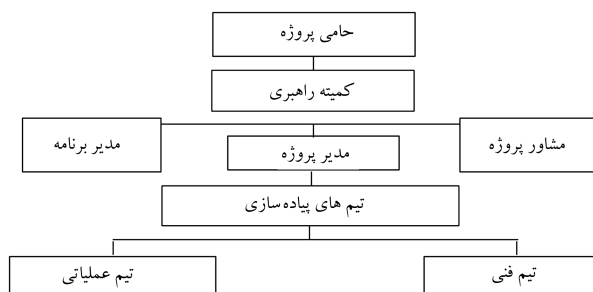 حامی پروژه
کمیته راهبری
مشاور پروژه
مدیر پروژه
مدیر برنامه
تیم های پیاده سازی
تیم فنی
تیم عملیاتی